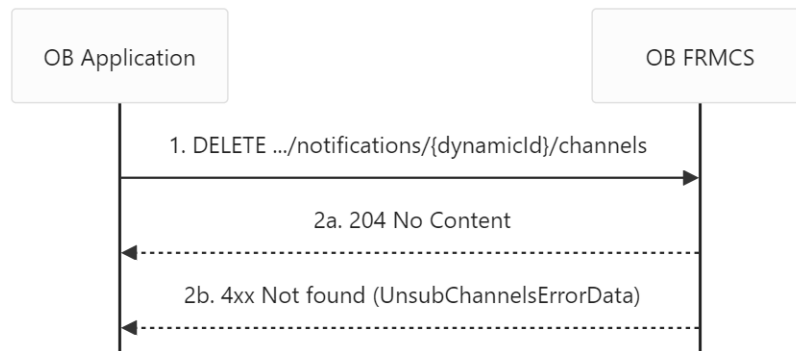 OB Application
OB FRMCS
1. DELETE .../notifications/{dynamicId}/channels
2a. 204 No Content
2b. 4xx Not found (UnsubChannelsErrorData)